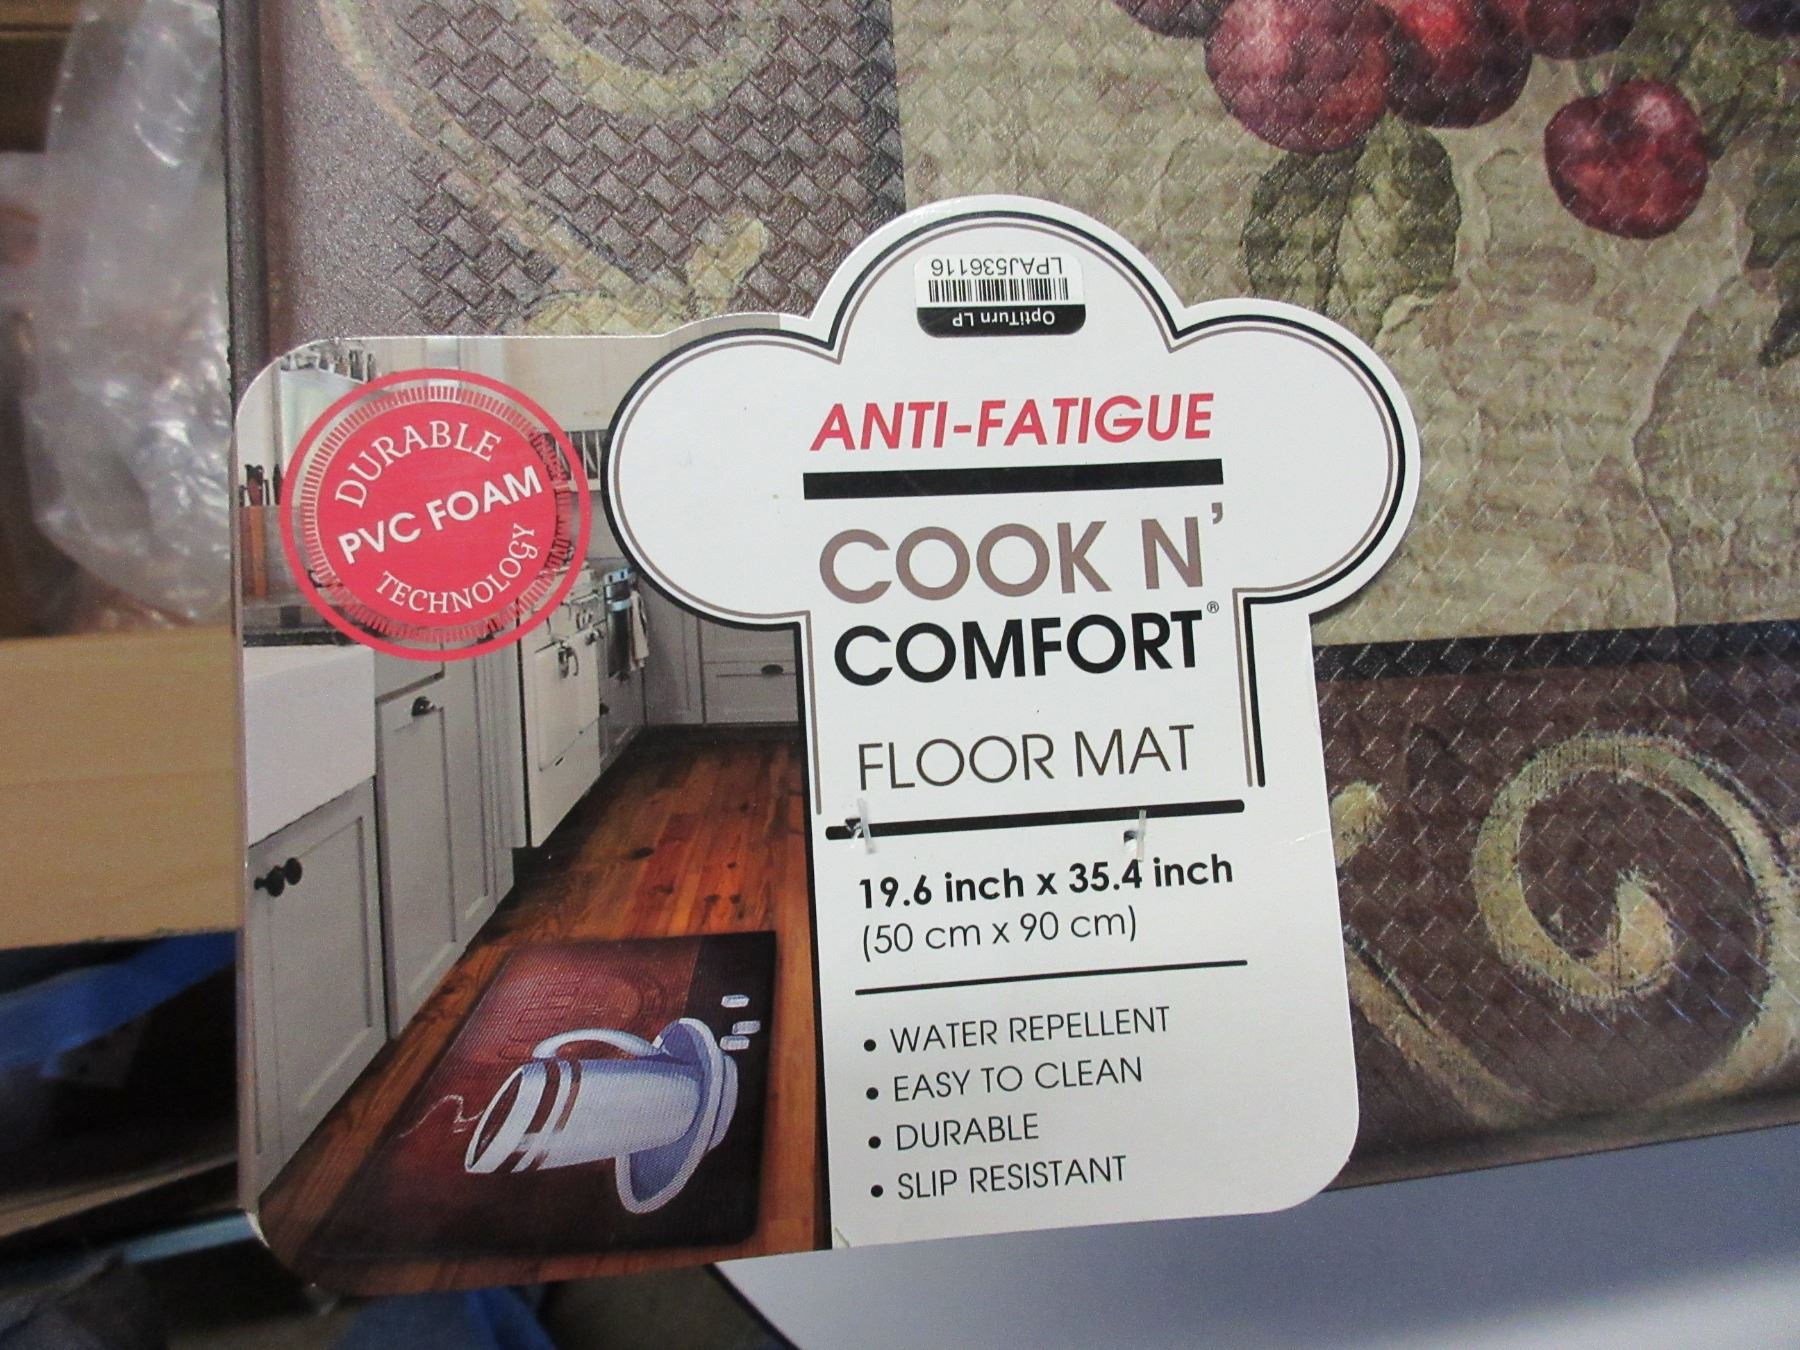 OptiTurn LP
LPAJ536116
ANTI-FATIGUE
COOK N'
COMFORT®
FLOOR MAT
19.6 inch x 35.4 inch
(50 cm x 90 cm)
• WATER REPELLENT
• EASY TO CLEAN
• DURABLE
• SLIP RESISTANT
DURABLE
PVC FOAM
TECHNOLOGY